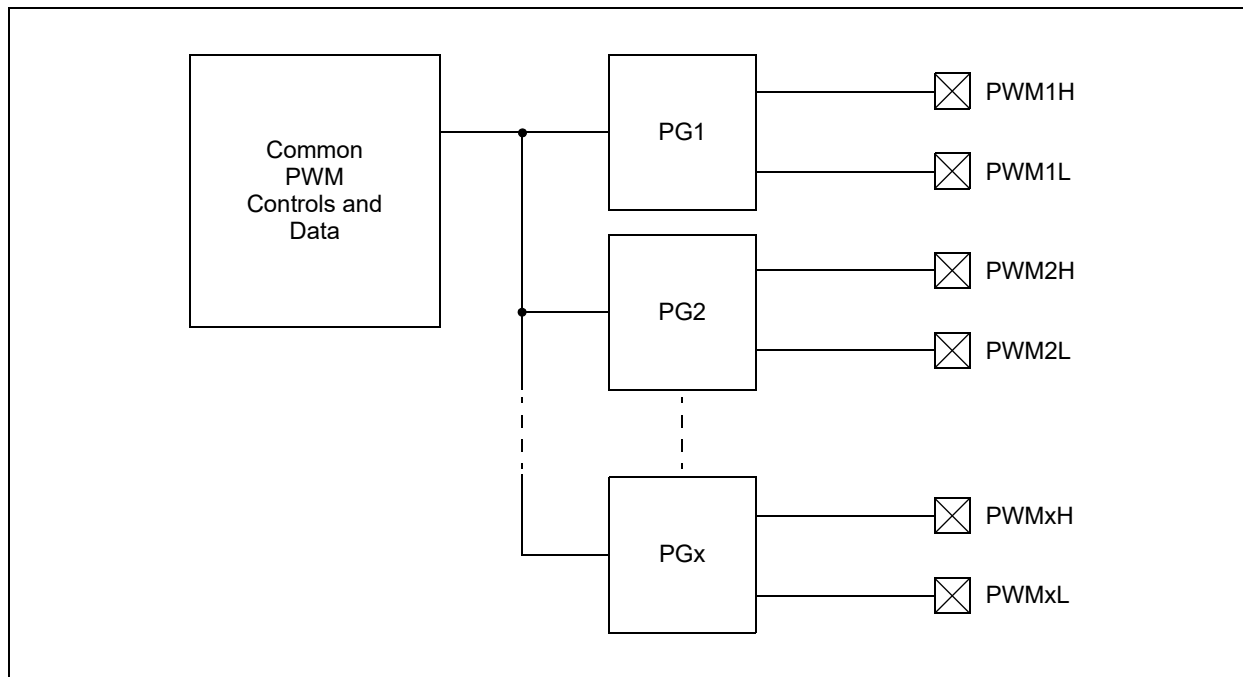 Common
PWM
Controls and
Data
PG1
PWM1H
PWM1L
PG2
PWM2H
PWM2L
PGx
PWMxH
PWMxL